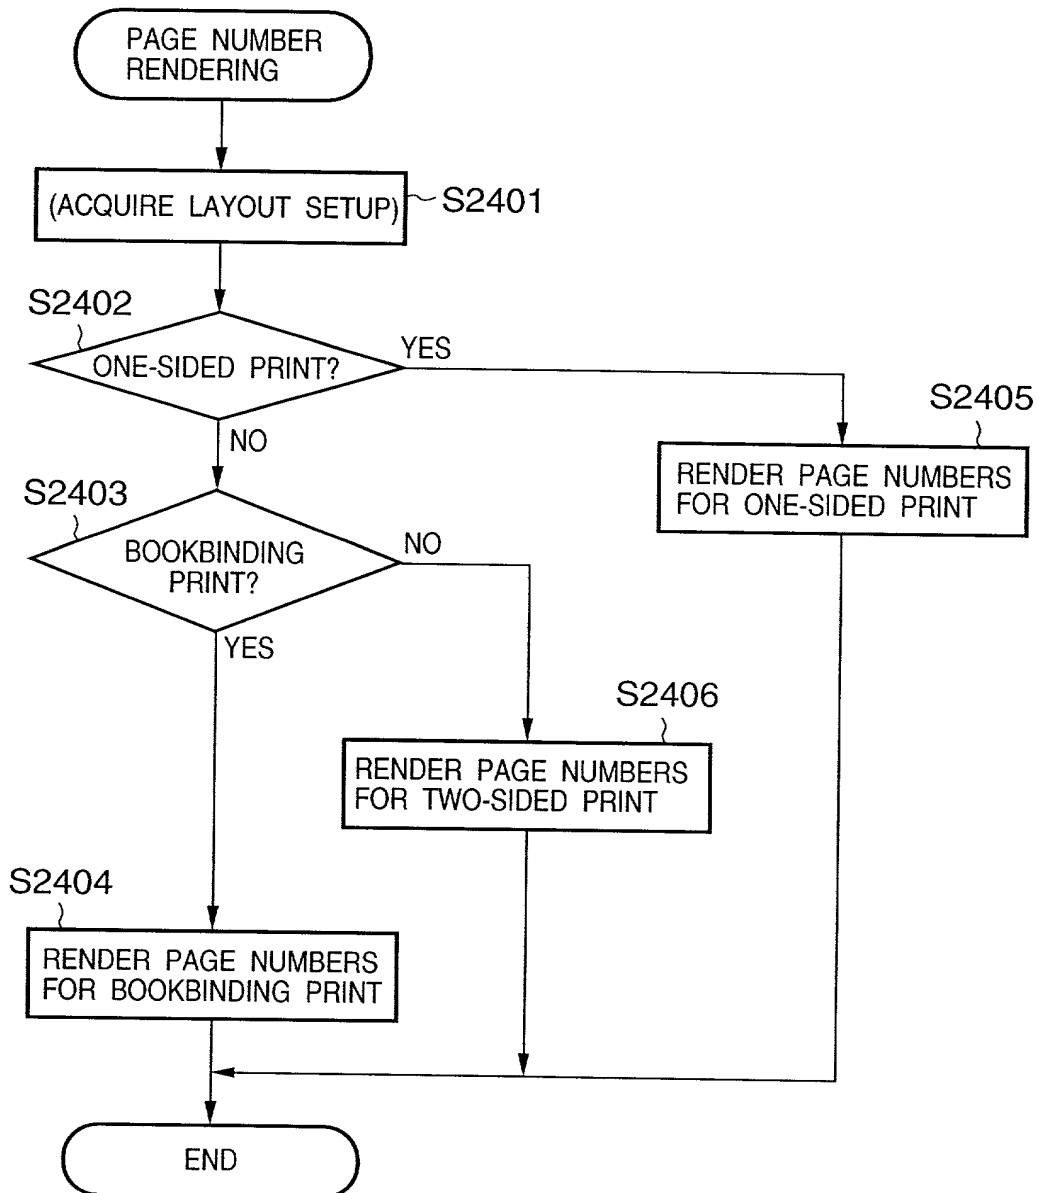 PAGE NUMBER
RENDERING
(ACQUIRE LAYOUT SETUP)
S2401
S2402
ONE-SIDED PRINT?
YES
NO
S2405
RENDER PAGE NUMBERS
FOR ONE-SIDED PRINT
S2403
BOOKBINDING
PRINT?
NO
YES
S2406
RENDER PAGE NUMBERS
FOR TWO-SIDED PRINT
S2404
RENDER PAGE NUMBERS
FOR BOOKBINDING PRINT
END